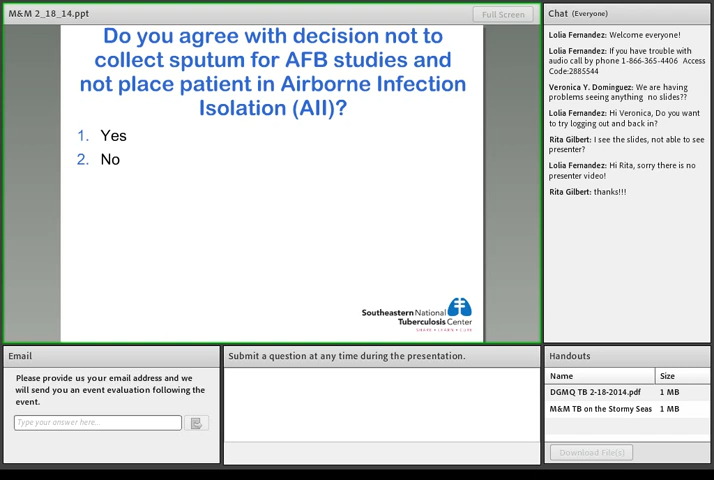 M&M 2_18_14.ppt
Full Screen
Do you agree with decision not to
collect sputum for AFB studies and
not place patient in Airborne Infection
Isolation (AII)?
1. Yes
2. No
Southeastern National
Tuberculosis Center
Chat (Everyone)
Lolia Fernandez: Welcome everyone!
Lolia Fernandez: If you have trouble with
audio call by phone 1-866-365-4406 Access
Code:2885544
Veronica Y. Dominguez: We are having
problems seeing anything no slides??
Lolia Fernandez: Hi Veronica, Do you want
to try logging out and back in?
Rita Gilbert: I see the slides, not able to see
presenter?
Lolia Fernandez: Hi Rita, sorry there is no
presenter video!
Rita Gilbert: thanks!!!
Email
Please provide us your email address and we
will send you an event evaluation following the
event.
Type your answer here..
Submit a question at any time during the presentation.
Handouts
Name Size
DGMQ TB 2-18-2014.pdf 1 MB
M&M TB on the Stormy Seas 1 MB
Download File(s)